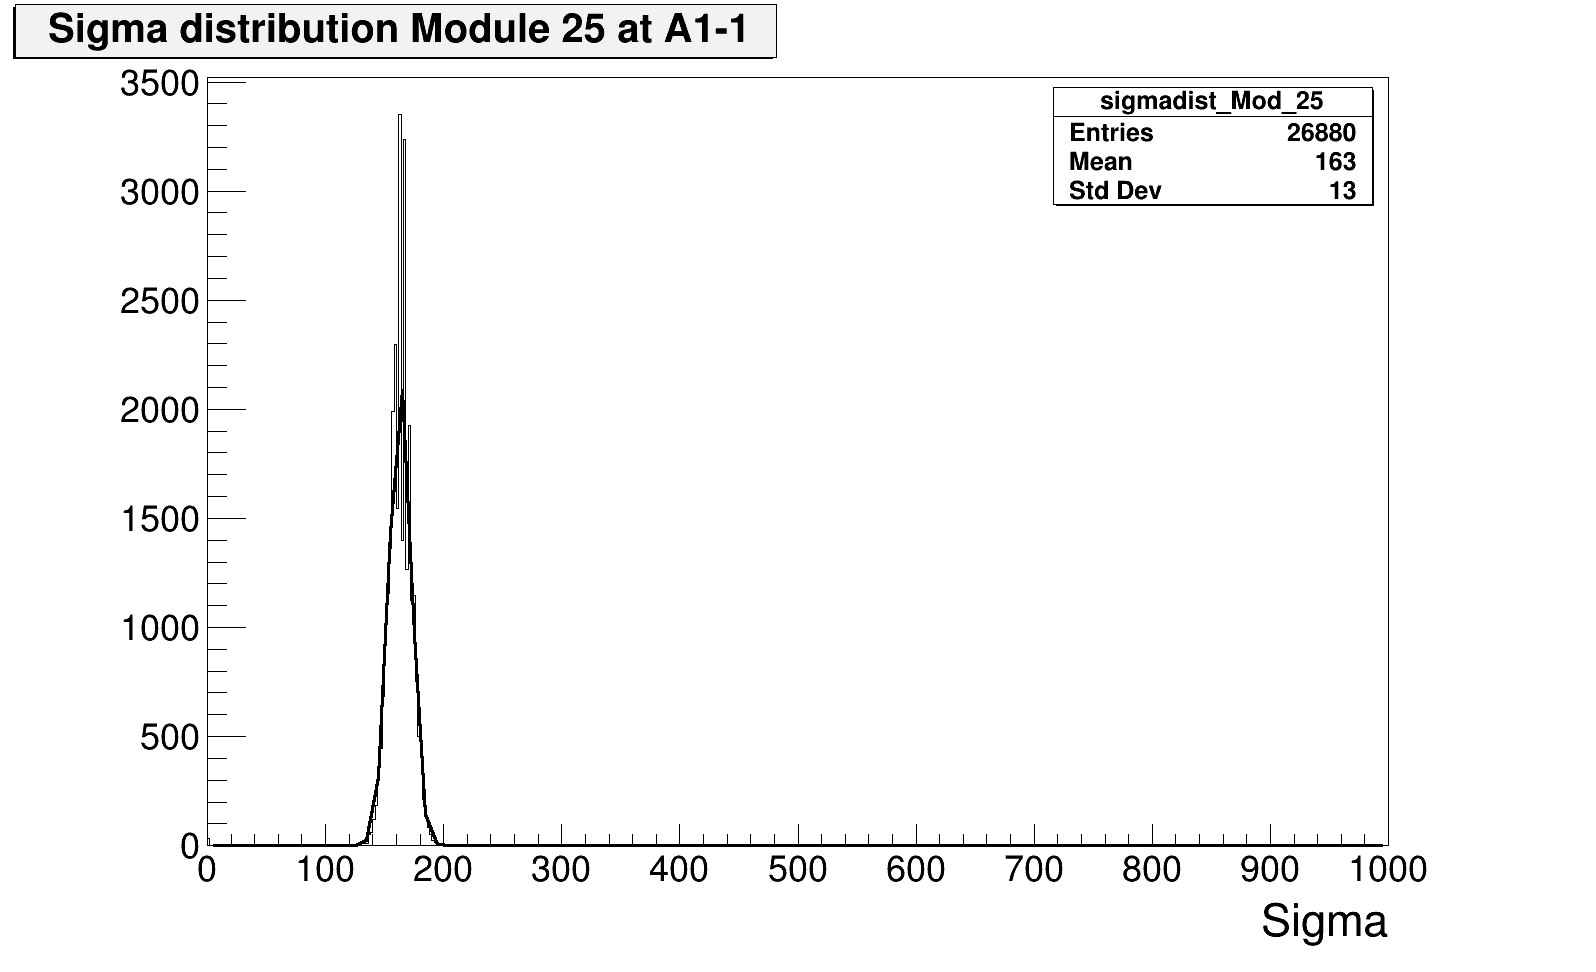 Sigma distribution Module 25 at A1-1
sigmadist_Mod_25
Entries 26880
Mean 163
Std Dev 13
3500
3000
2500
2000
1500
1000
500
0
0 100 200 300 400 500 600 700 800 900 1000
Sigma